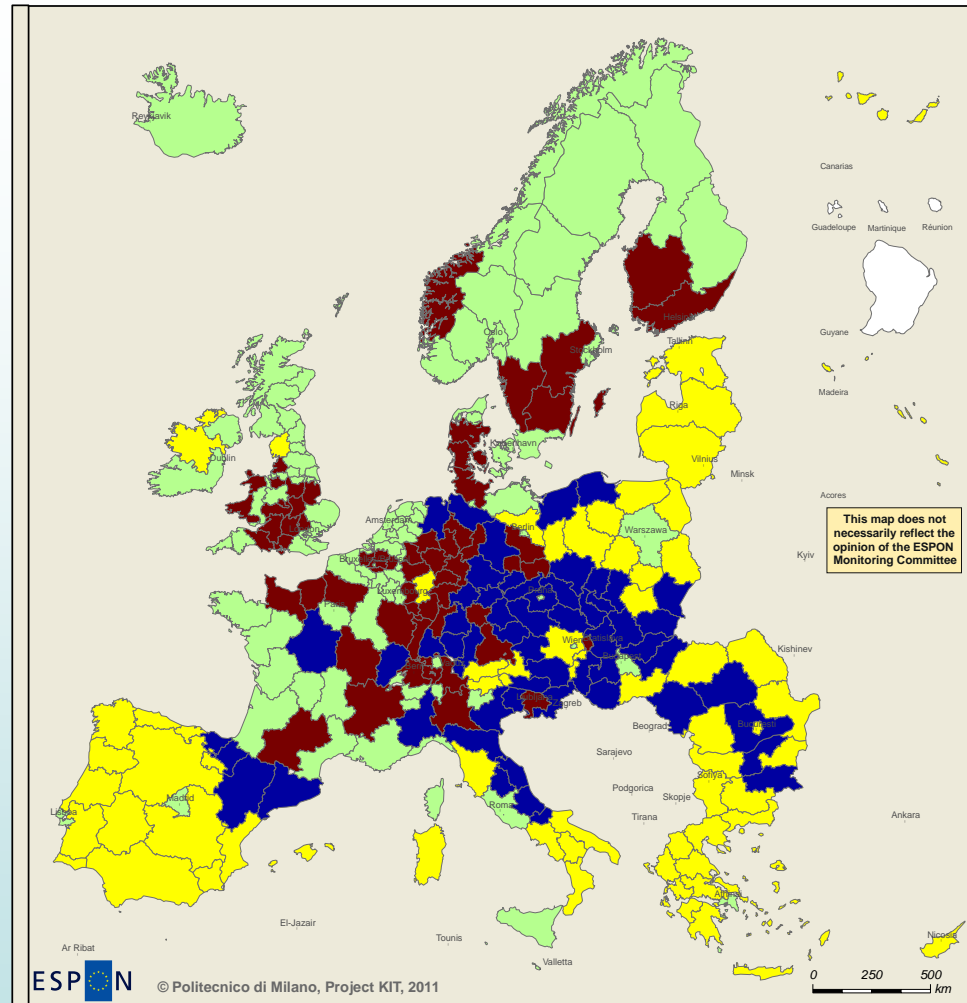 Reykjavik
Canarias
Guadeloupe
Martinique
Réunion
Guyane
Madeira
Acores
Oslo
Helsinki
Stockholm
Tallinn
Riga
Vilnius
Minsk
København
Dublin
London
Amsterdam
Berlin
Warszawa
This map does not
necessarily reflect the
opinion of the ESPON
Monitoring Committee
Kyiv
Luxembourg
Paris
Praha
Wien
Bratislava
Budapest
Kishinev
Bern
Zagreb
Beograd
Bucuresti
Sarajevo
Podgorica
Sofiya
Skopje
Tirana
Roma
Madrid
Lisboa
Ankara
Athina
Nicosia
El-Jazair
Tounis
Ar Ribat
Valletta
ESPON
© Politecnico di Milano, Project KIT, 2011
0 250 500
km